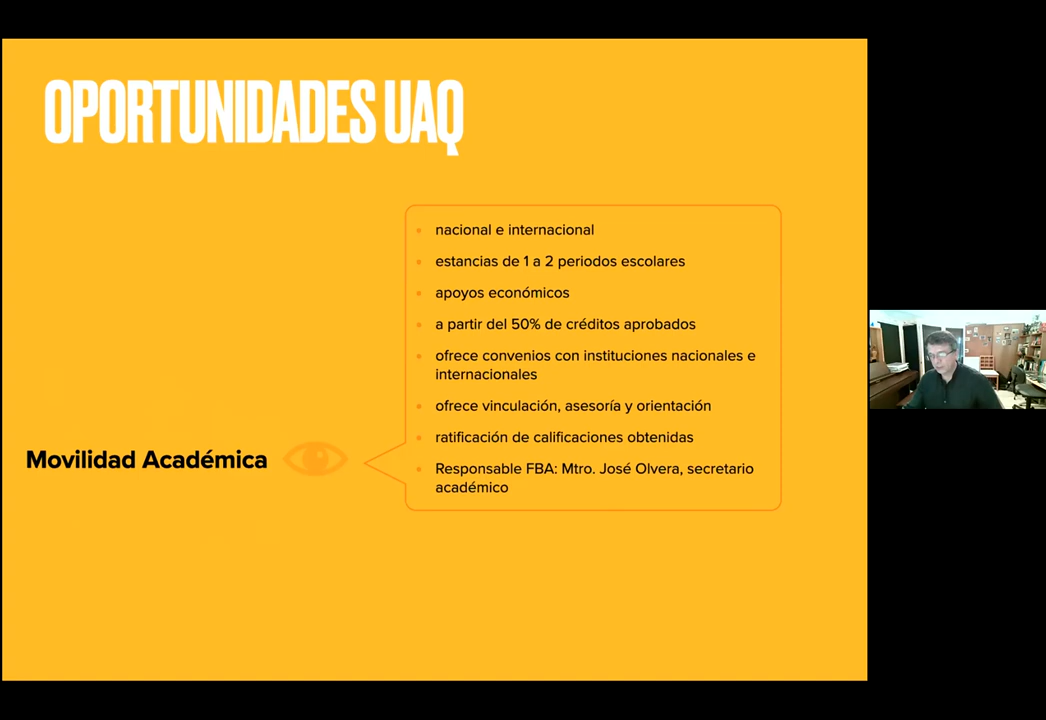 OPORTUNIDADES UAQ
nacional e internacional
estancias de 1 a 2 periodos escolares
apoyos económicos
a partir del 50% de créditos aprobados
ofrece convenios con instituciones nacionales e
internacionales
ofrece vinculación, asesoría y orientación
ratificación de calificaciones obtenidas
Responsable FBA: Mtro. José Olvera, secretario
académico
Movilidad Académica